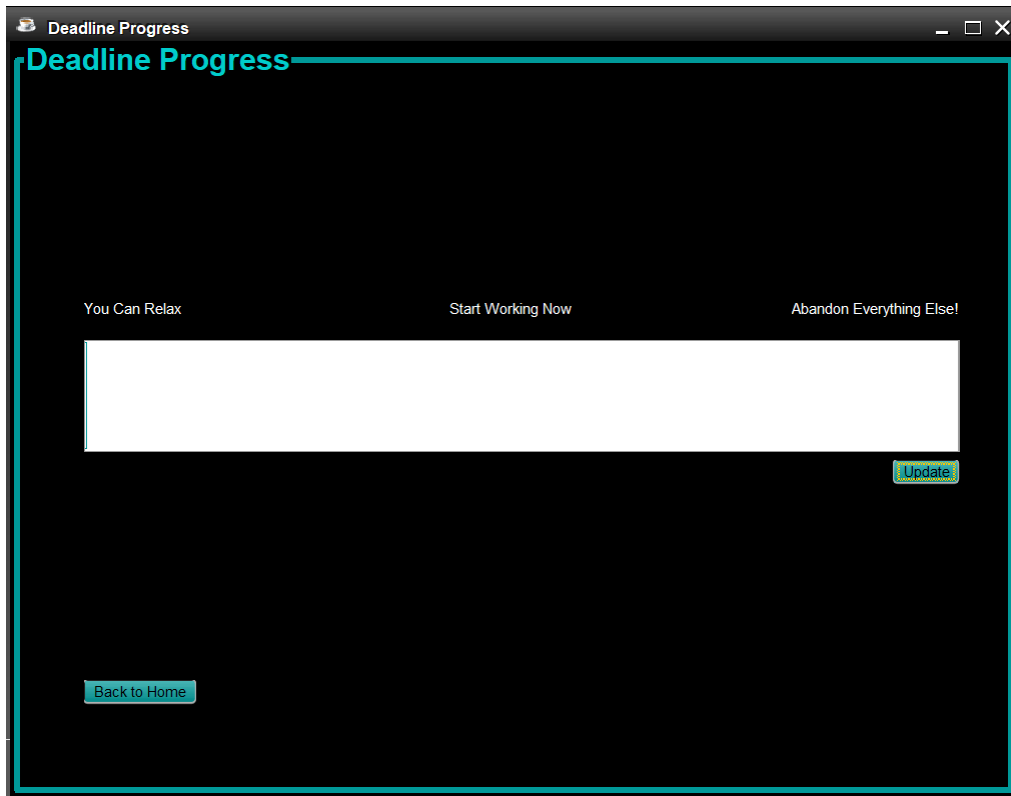 Deadline Progress
Deadline Progress
You Can Relax Start Working Now Abandon Everything Else!
Update
Back to Home